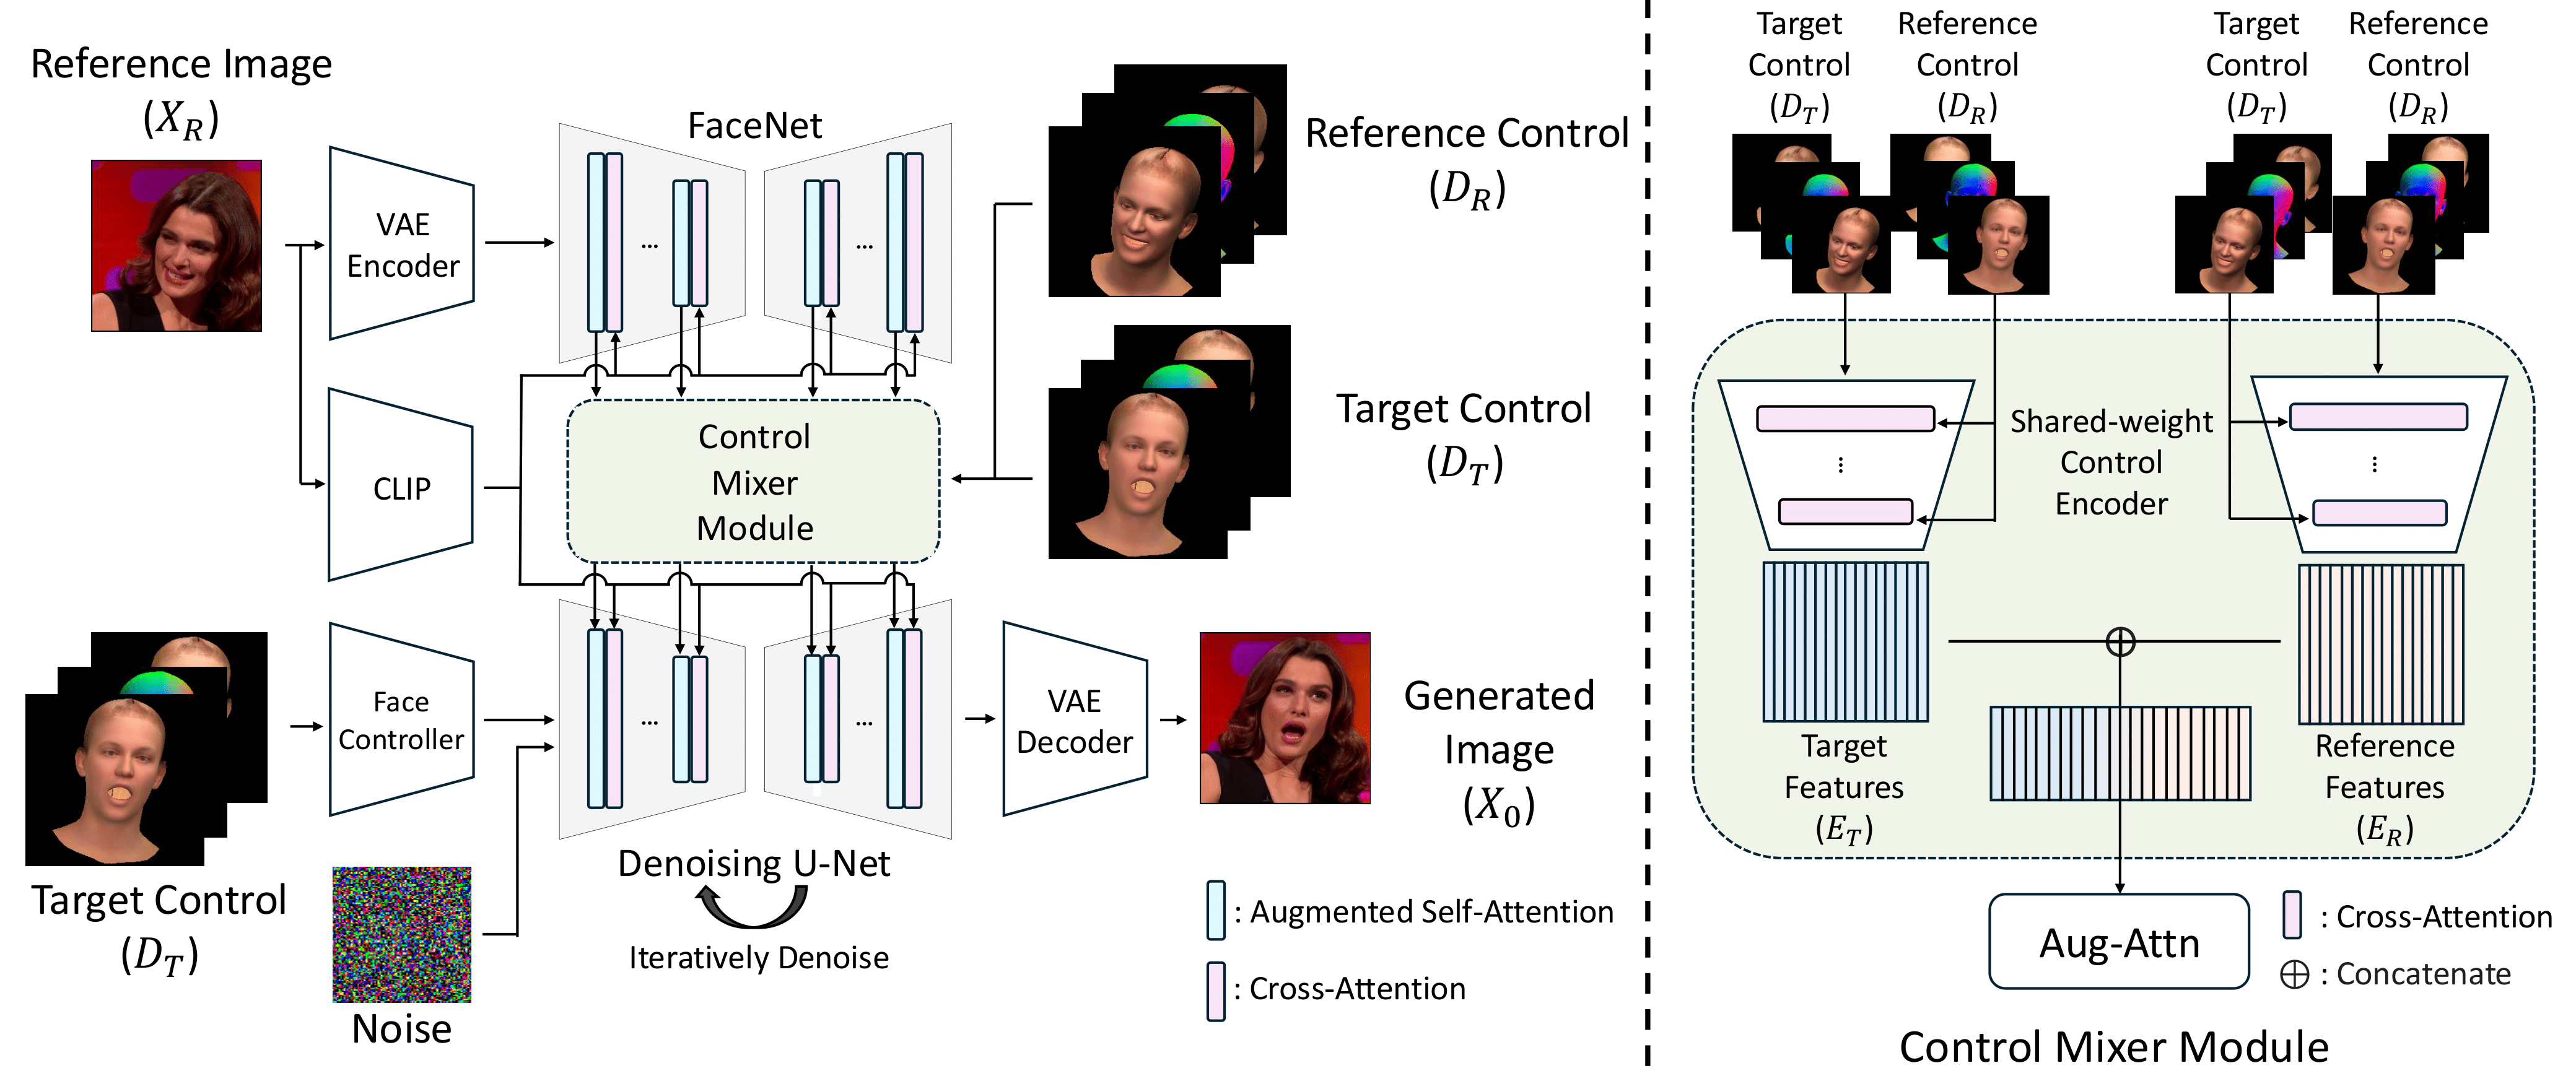 Reference Image
(X_R)
VAE
Encoder
CLIP
FaceNet
...
...
Reference Control
(D_R)
Target Control
(D_T)
Control
Mixer
Module
Target Control
(D_T)
Face
Controller
Noise
...
...
Denoising U-Net
Iteratively Denoise
VAE
Decoder
Generated
Image
(X_0)
: Augmented Self-Attention
: Cross-Attention
Target
Control
(D_T)
Reference
Control
(D_R)
Target
Control
(D_T)
Reference
Control
(D_R)
Shared-weight
Control
Encoder
Target
Features
(E_T)
Reference
Features
(E_R)
Aug-Attn
: Cross-Attention
: Concatenate
Control Mixer Module